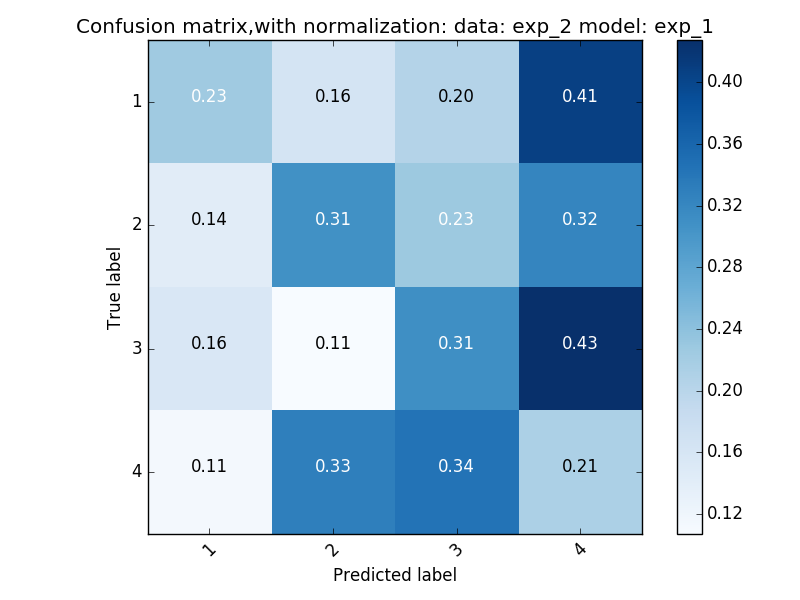 Confusion matrix,with normalization: data: exp_2 model: exp_1
1 0.23 0.16 0.20 0.41
2 0.14 0.31 0.23 0.32
3 0.16 0.11 0.31 0.43
4 0.11 0.33 0.34 0.21
1 2 3 4
True label
Predicted label
0.40
0.36
0.32
0.28
0.24
0.20
0.16
0.12